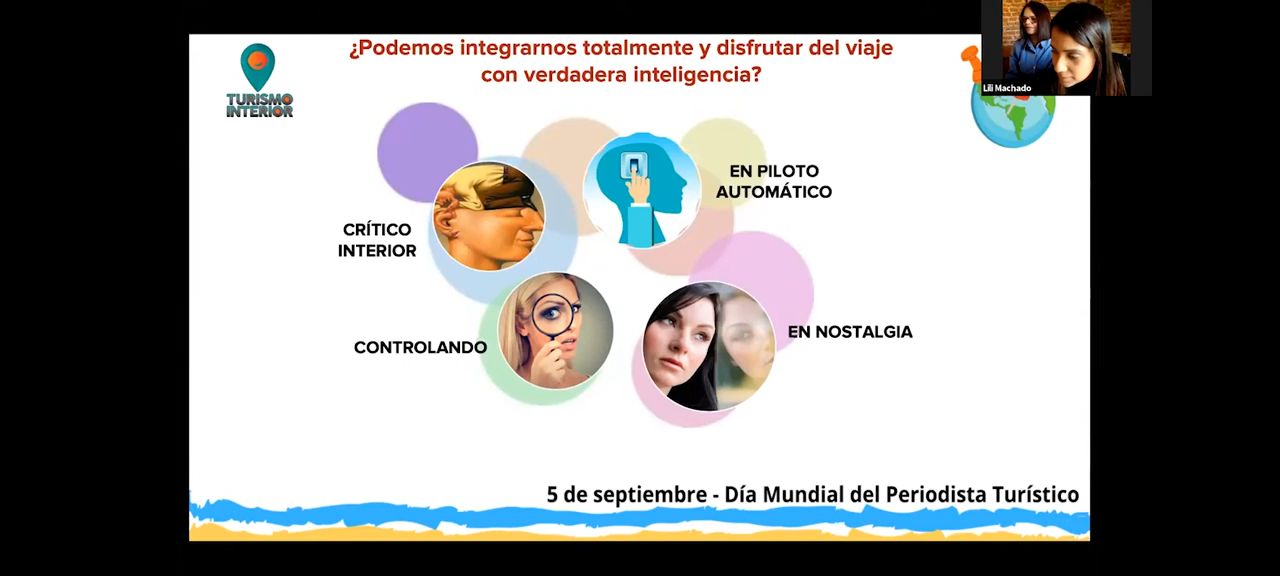 ¿Podemos integrarnos totalmente y disfrutar del viaje
con verdadera inteligencia?
TURISMO
INTERIOR
Lili Machado
EN PILOTO
AUTOMÁTICO
CRÍTICO
INTERIOR
CONTROLANDO
EN NOSTALGIA
5 de septiembre - Día Mundial del Periodista Turístico